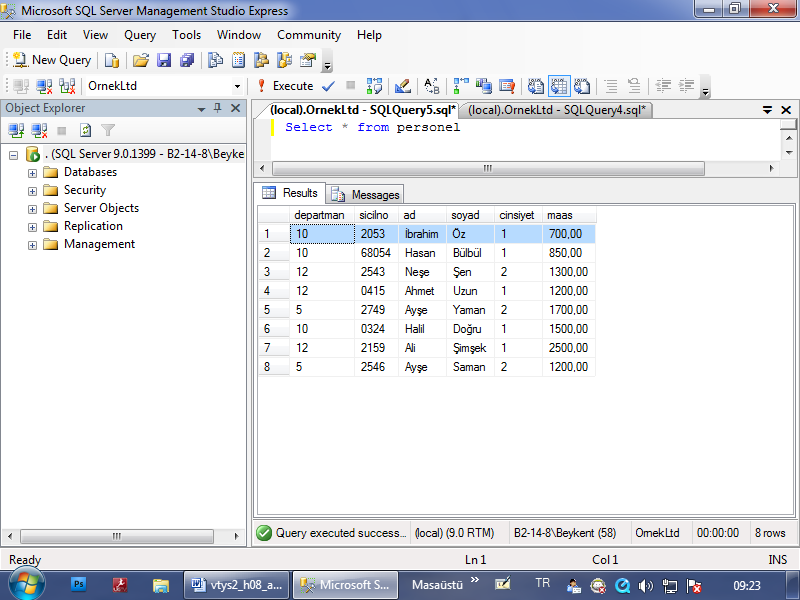 Microsoft SQL Server Management Studio Express
File Edit View Query Tools Window Community Help
New Query
OrnekLtd Execute
Object Explorer
. (SQL Server 9.0.1399 - B2-14-8\Beyke
Databases
Security
Server Objects
Replication
Management
(local).OrnekLtd - SQLQuery5.sql* (local).OrnekLtd - SQLQuery4.sql*
Select * from personel
Results Messages
departman sicilno ad soyad cinsiyet maas
1 10 2053 İbrahim Öz 1 700,00
2 10 68054 Hasan Bülbül 1 850,00
3 12 2543 Neşe Şen 2 1300,00
4 12 0415 Ahmet Uzun 1 1200,00
5 5 2749 Ayşe Yaman 2 1700,00
6 10 0324 Halil Doğru 1 1500,00
7 12 2159 Ali Şimşek 1 2500,00
8 5 2546 Ayşe Saman 2 1200,00
Query executed success... (local) (9.0 RTM) B2-14-8\Beykent (58) OrnekLtd 00:00:00 8 rows
Ready Ln 1 Col 1 INS
Ps vtys2_h08_a... Microsoft S... Masaüstü » TR 09:23